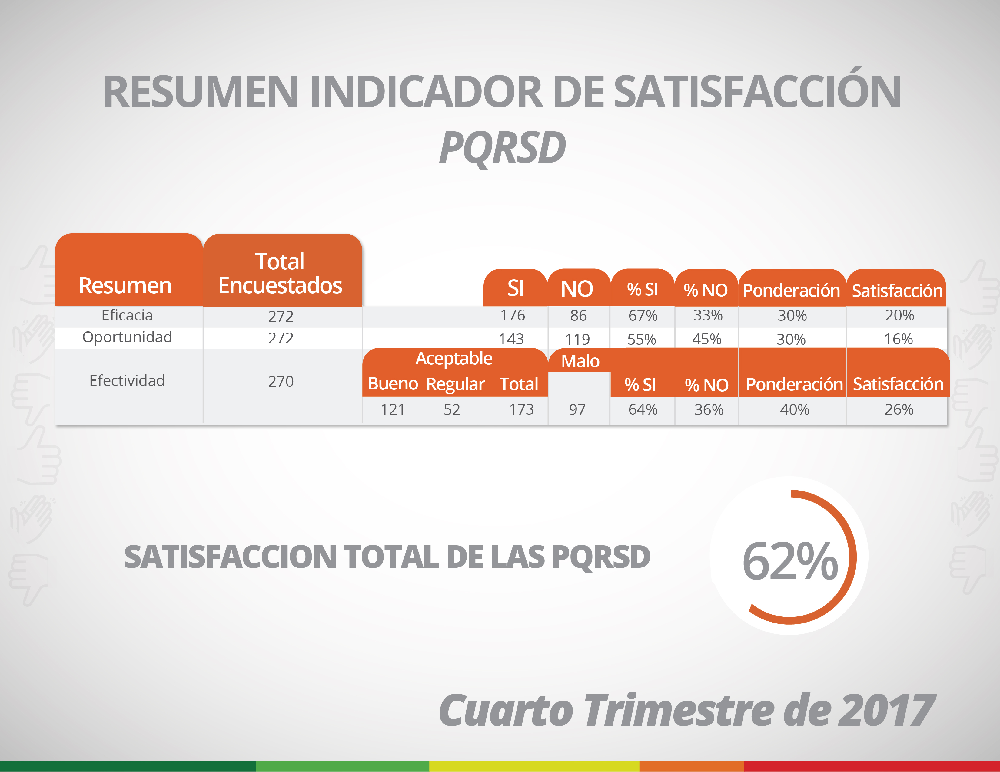 RESUMEN INDICADOR DE SATISFACCIÓN
PQRSD
Resumen Total Encuestados SI NO % SI % NO Ponderación Satisfacción
Eficacia 272 176 86 67% 33% 30% 20%
Oportunidad 272 143 119 55% 45% 30% 16%
Aceptable Malo
Efectividad 270 Bueno Regular Total % SI % NO Ponderación Satisfacción
121 52 173 97 64% 36% 40% 26%
SATISFACCION TOTAL DE LAS PQRSD 62%
Cuarto Trimestre de 2017